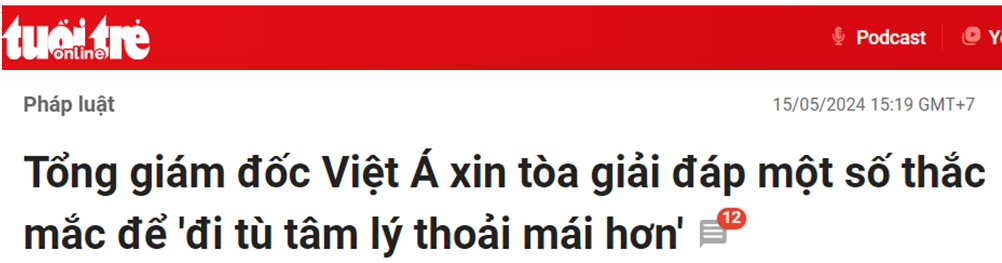 tuổi trẻ
online
Podcast
Pháp luật
15/05/2024 15:19 GMT+7
Tổng giám đốc Việt Á xin tòa giải đáp một số thắc
mắc để 'đi tù tâm lý thoải mái hơn'
12